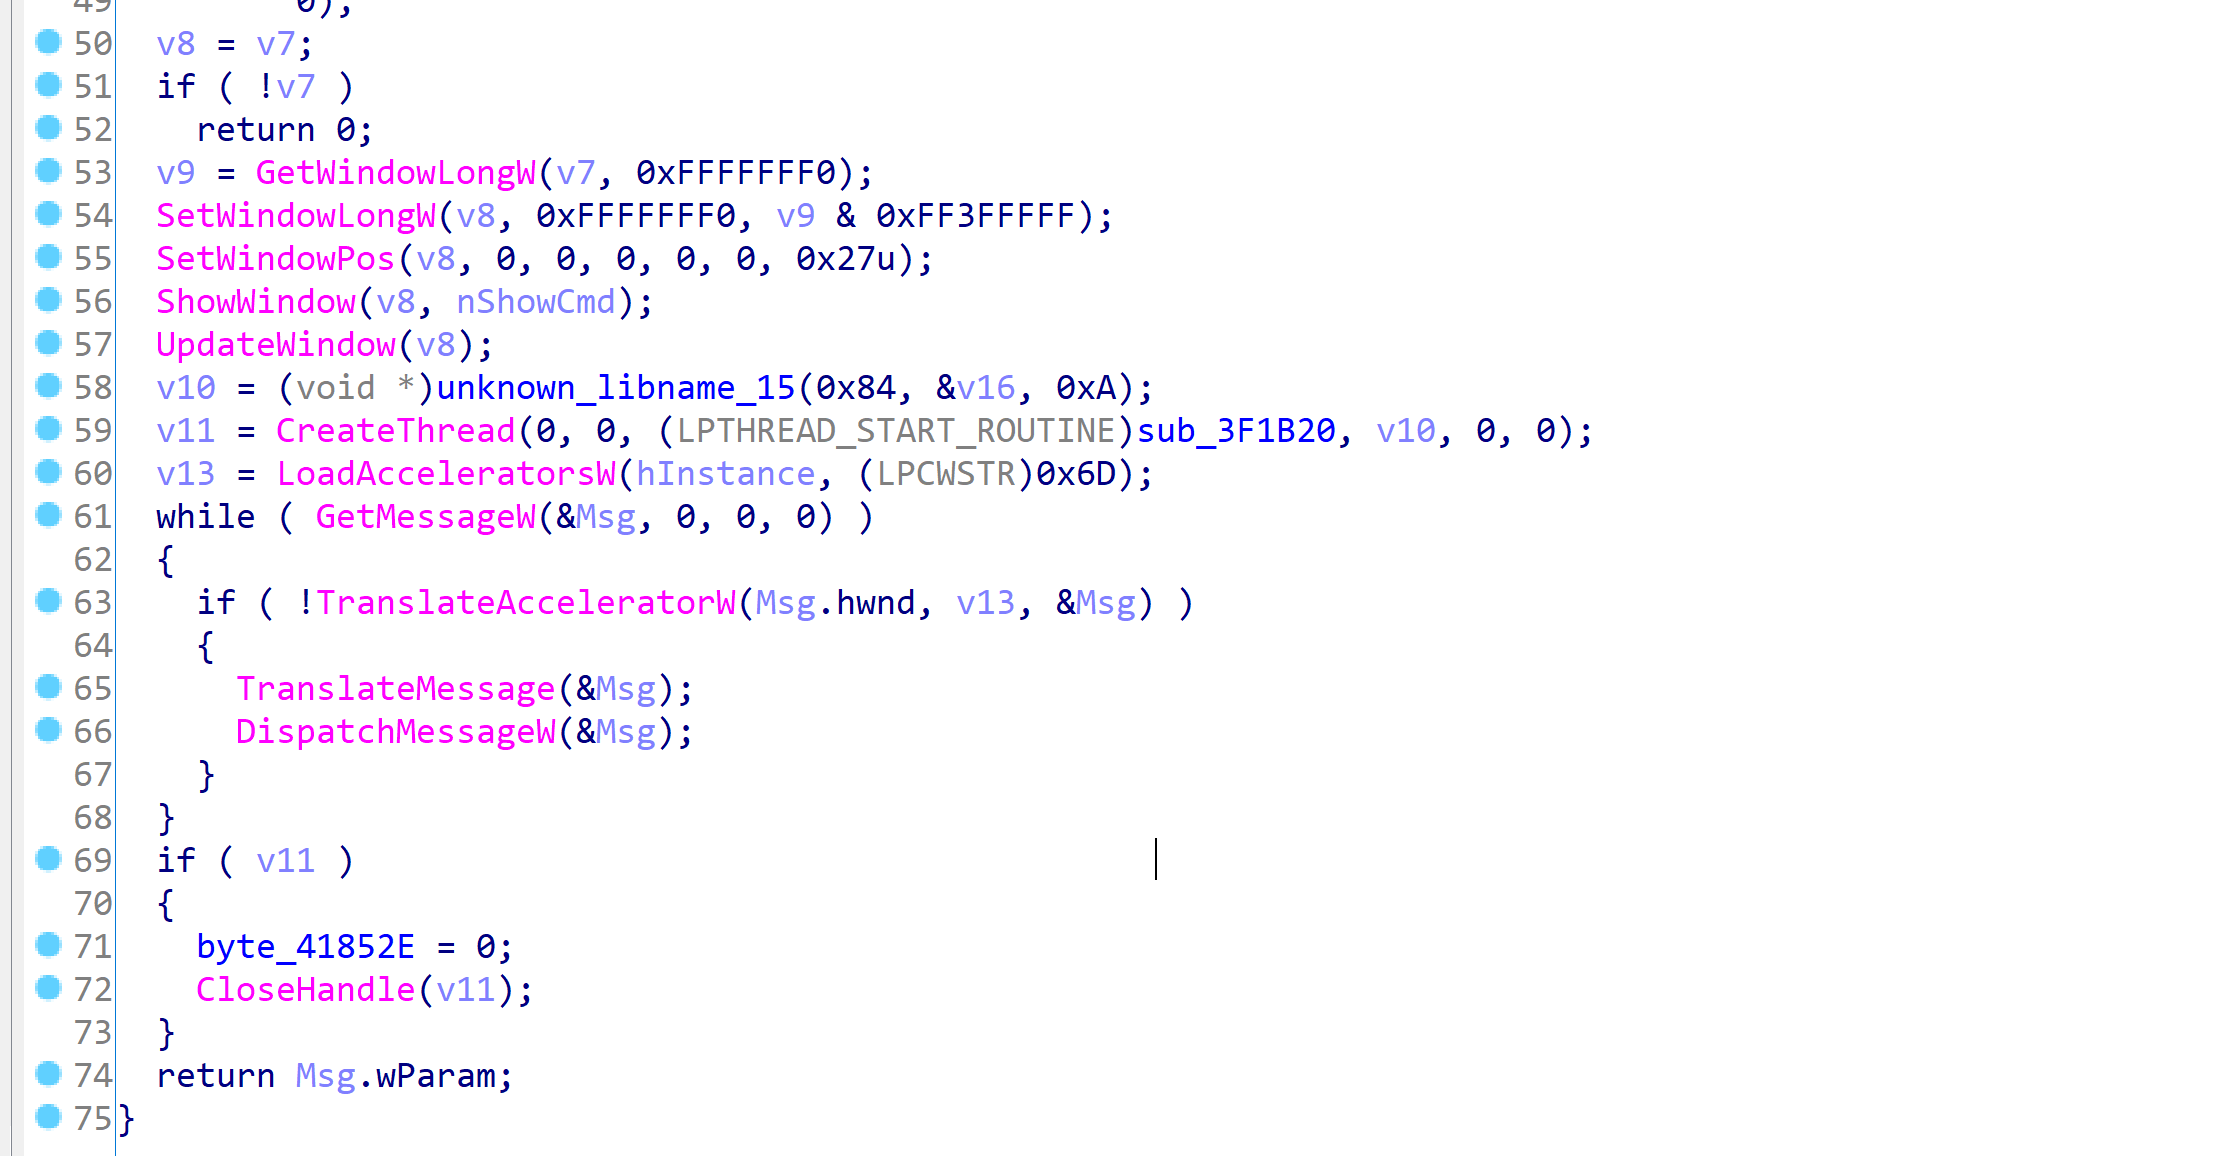 49 0),
50 v8 = v7;
51 if ( !v7 )
52 return 0;
53 v9 = GetWindowLongW(v7, 0xFFFFFFF0);
54 SetWindowLongW(v8, 0xFFFFFFF0, v9 & 0xFF3FFFFF);
55 SetWindowPos(v8, 0, 0, 0, 0, 0, 0x27u);
56 ShowWindow(v8, nShowCmd);
57 UpdateWindow(v8);
58 v10 = (void *)unknown_libname_15(0x84, &v16, 0xA);
59 v11 = CreateThread(0, 0, (LPTHREAD_START_ROUTINE)sub_3F1B20, v10, 0, 0);
60 v13 = LoadAcceleratorsW(hInstance, (LPCWSTR)0x6D);
61 while ( GetMessageW(&Msg, 0, 0, 0) )
62 {
63 if ( !TranslateAcceleratorW(Msg.hwnd, v13, &Msg) )
64 {
65 TranslateMessage(&Msg);
66 DispatchMessageW(&Msg);
67 }
68 }
69 if ( v11 )
70 {
71 byte_41852E = 0;
72 CloseHandle(v11);
73 }
74 return Msg.wParam;
75 }